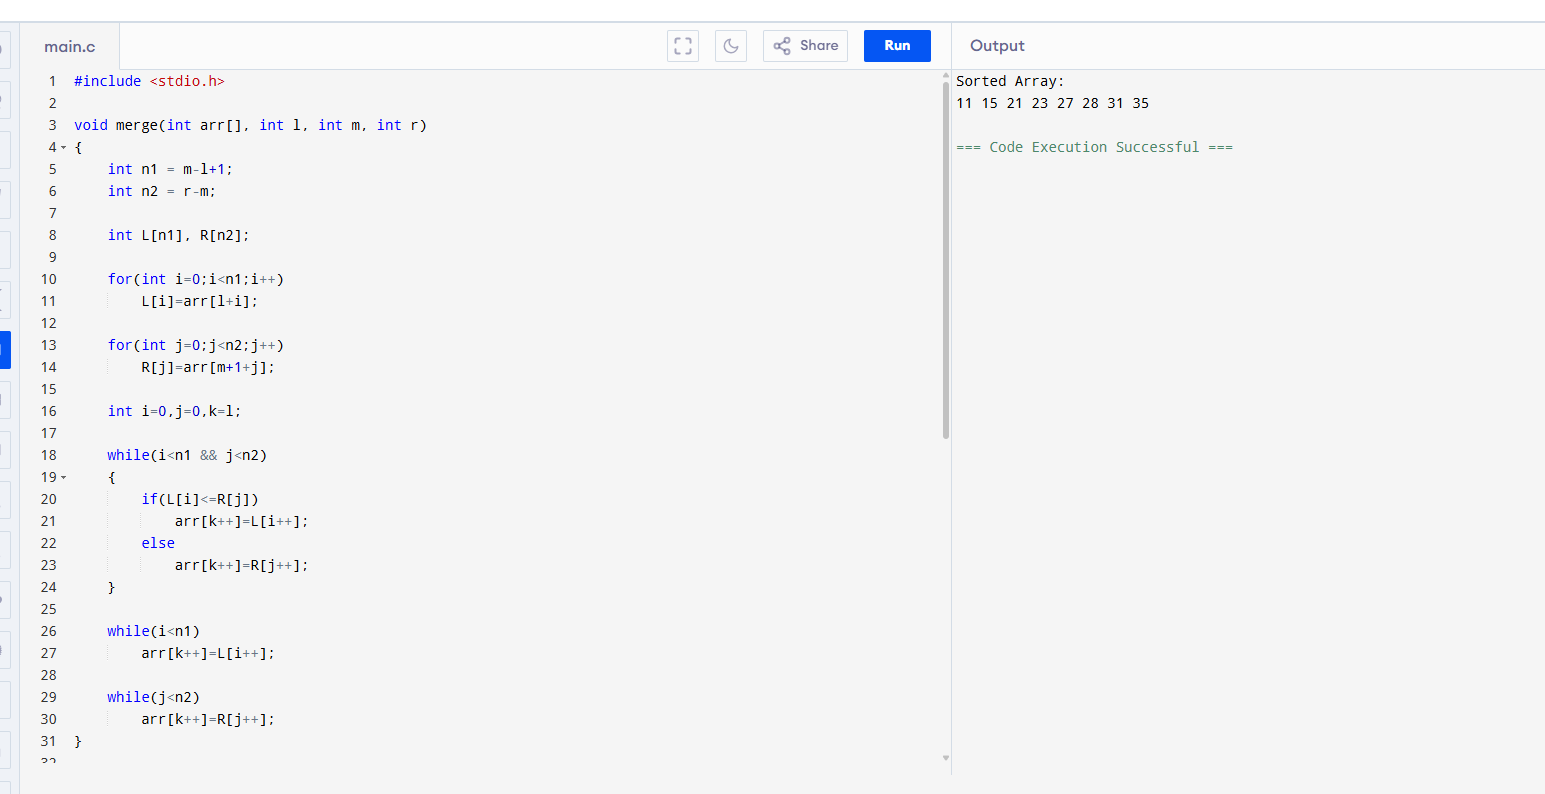 main.c
Share
Run
Output
1 #include <stdio.h>
2
3 void merge(int arr[], int l, int m, int r)
4 {
5     int n1 = m-l+1;
6     int n2 = r-m;
7
8     int L[n1], R[n2];
9
10     for(int i=0;i<n1;i++)
11         L[i]=arr[l+i];
12
13     for(int j=0;j<n2;j++)
14         R[j]=arr[m+1+j];
15
16     int i=0,j=0,k=l;
17
18     while(i<n1 && j<n2)
19     {
20         if(L[i]<=R[j])
21             arr[k++]=L[i++];
22         else
23             arr[k++]=R[j++];
24     }
25
26     while(i<n1)
27         arr[k++]=L[i++];
28
29     while(j<n2)
30         arr[k++]=R[j++];
31 }
32
Sorted Array:
11 15 21 23 27 28 31 35
=== Code Execution Successful ===